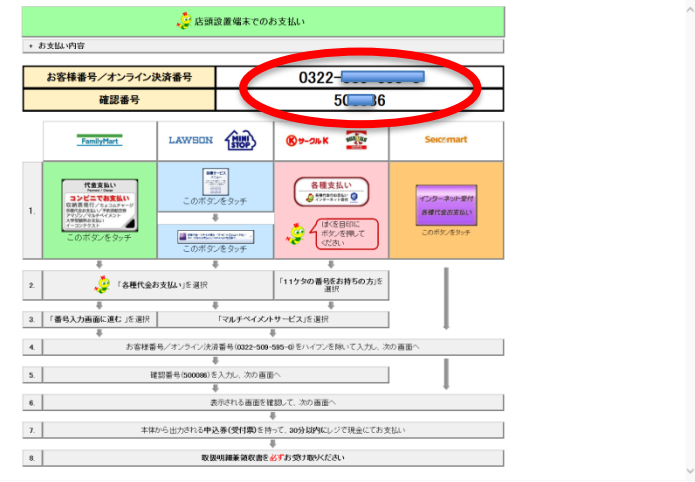 店頭設置端末でのお支払い
+ お支払い内容
お客様番号/オンライン決済番号
0322-
確認番号
FamilyMart
LAWSON
MINI STOP
サークルK
Seicomart
1.
代金支払い
コンビニでお支払い
このボタンをタッチ
このボタンをタッチ
このボタンをタッチ
各種支払い
ぼくを目印に
ボタンを押して
ください
インターネット受付
各種代金お支払い
このボタンをタッチ
2.
「各種代金お支払い」を選択
「11ケタの番号をお持ちの方」を
選択
3.
「番号入力画面に進む」を選択
「マルチペイメントサービス」を選択
4.
お客様番号/オンライン決済番号(0322-509-595-0)をハイフンを除いて入力し、次の画面へ
5.
確認番号(500086)を入力し、次の画面へ
6.
表示される画面を確認して、次の画面へ
7.
本体から出力される申込券(受付票)を持って、30分以内にレジで現金にてお支払い
8.
取扱明細兼領収書を必ずお受け取りください